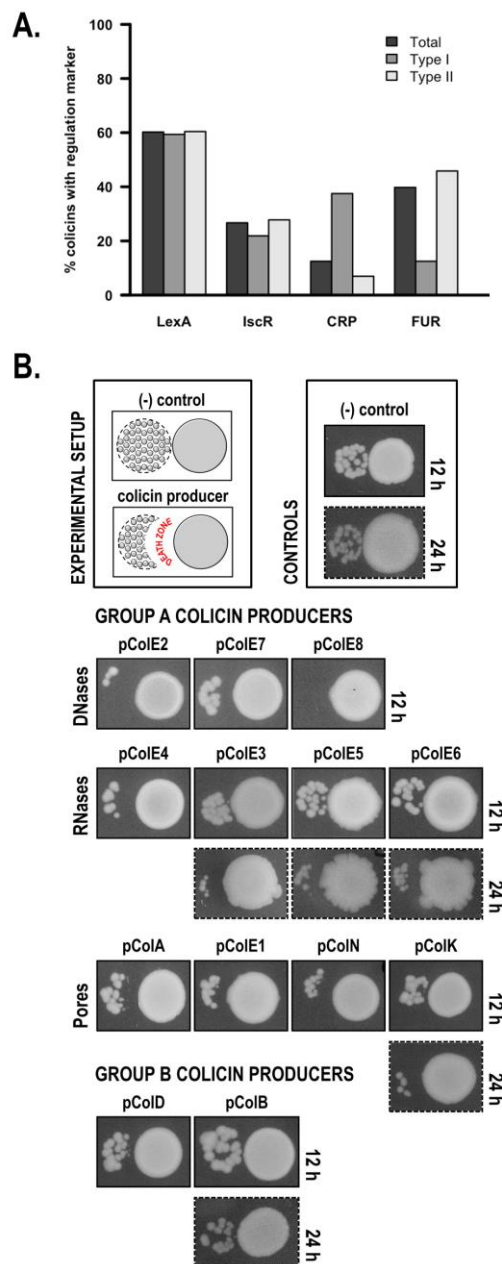 A.
% colicins with regulation marker
100
80
60
40
20
0
Total
Type I
Type II
LexA IscR CRP FUR
B.
EXPERIMENTAL SETUP
(-) control
colicin producer
DEATH ZONE
CONTROLS
(-) control
12 h
24 h
GROUP A COLICIN PRODUCERS
DNases
pColE2 pColE7 pColE8
12 h
RNases
pColE4 pColE3 pColE5 pColE6
12 h
24 h
Pores
pColA pColE1 pColN pColK
12 h
24 h
GROUP B COLICIN PRODUCERS
pColD pColB
12 h
24 h